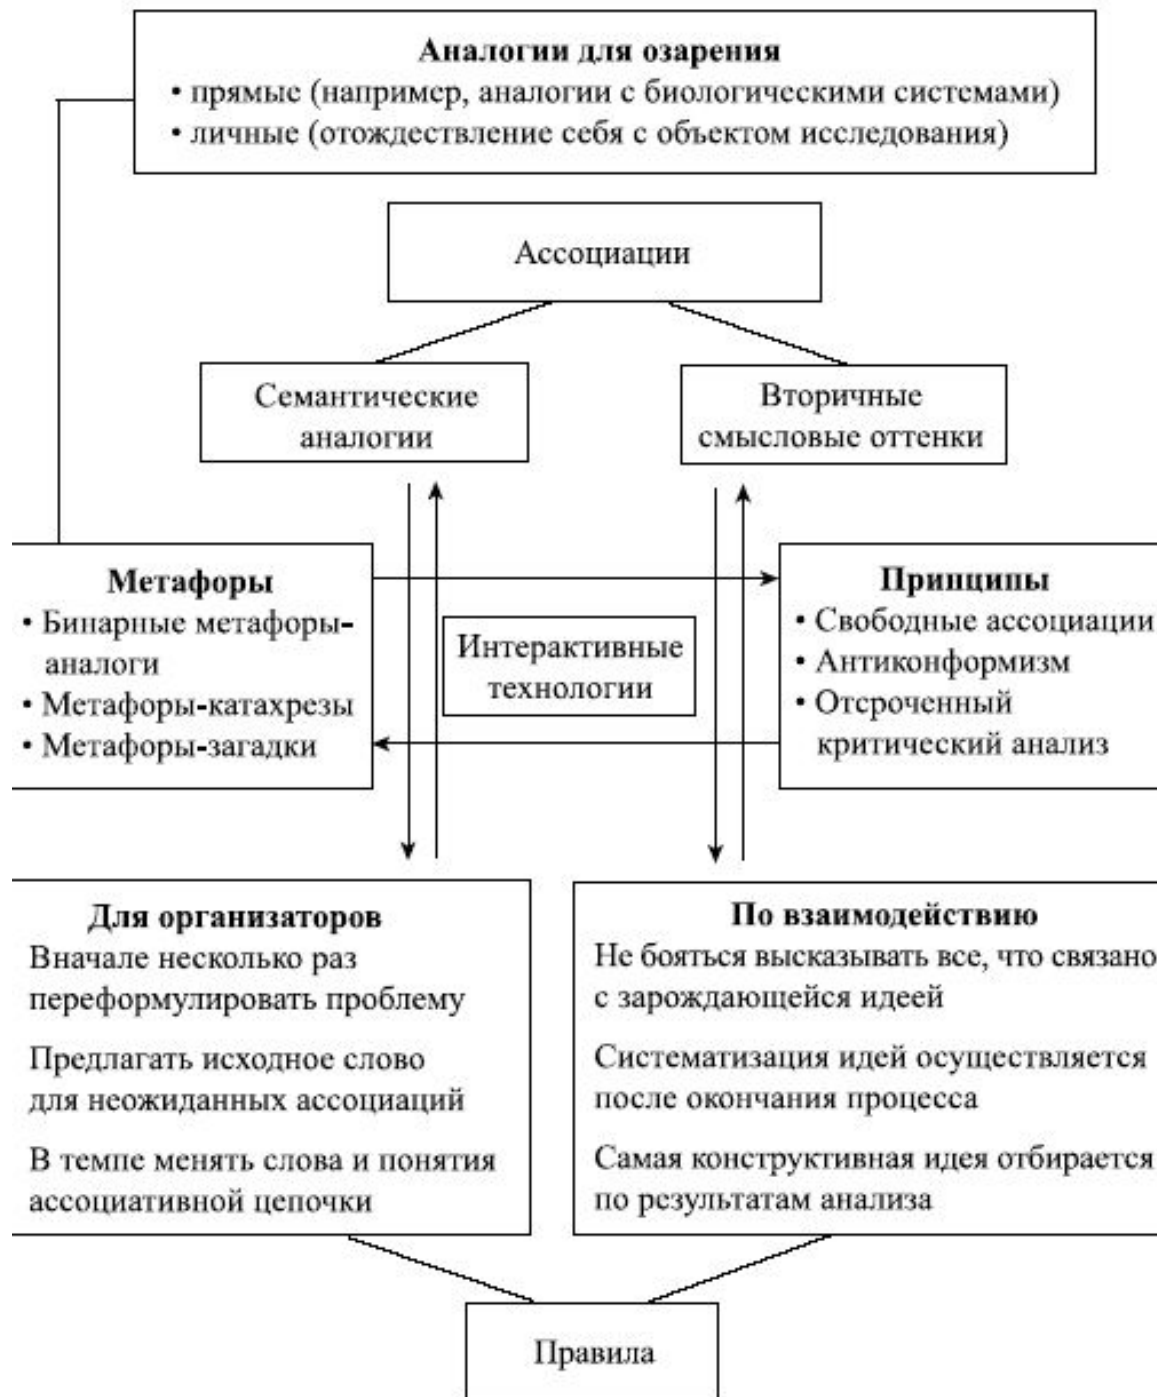 Аналогии для озарения
• прямые (например, аналогии с биологическими системами)
• личные (отождествление себя с объектом исследования)
Ассоциации
Семантические
аналогии
Вторичные
смысловые оттенки
Метафоры
• Бинарные метафоры-
аналоги
• Метафоры-катахрезы
• Метафоры-загадки
Интерактивные
технологии
Принципы
• Свободные ассоциации
• Антиконформизм
• Отсроченный
критический анализ
Для организаторов
Вначале несколько раз
переформулировать проблему
Предлагать исходное слово
для неожиданных ассоциаций
В темпе менять слова и понятия
ассоциативной цепочки
По взаимодействию
Не бояться высказывать все, что связано
с зарождающейся идеей
Систематизация идей осуществляется
после окончания процесса
Самая конструктивная идея отбирается
по результатам анализа
Правила